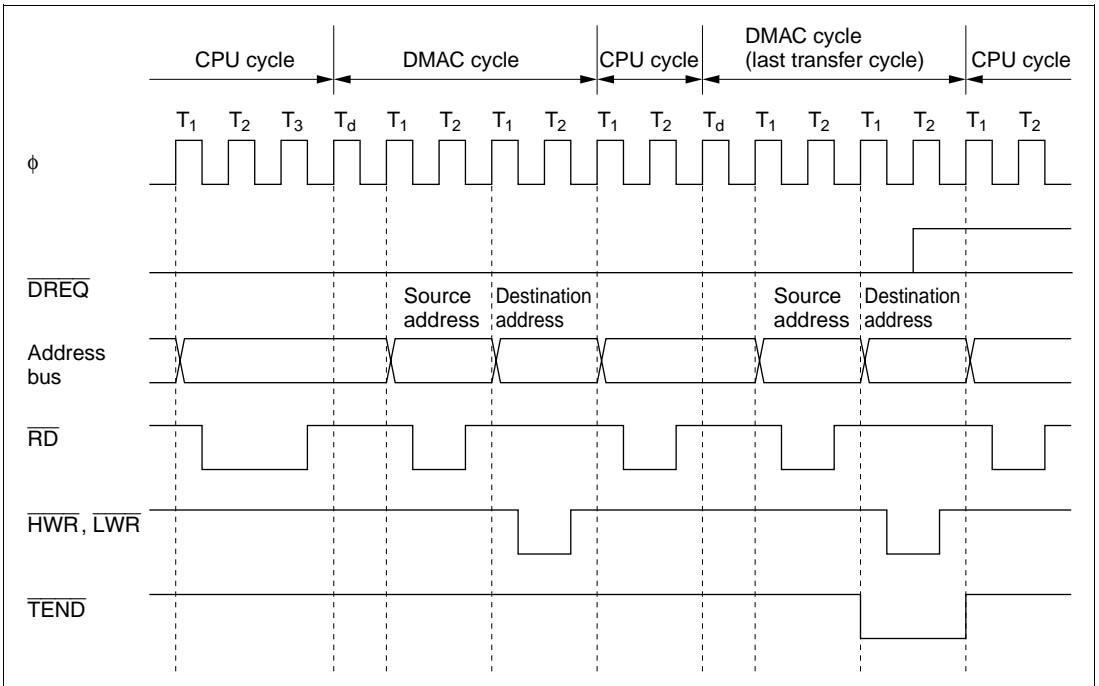 CPU cycle DMAC cycle CPU cycle DMAC cycle (last transfer cycle) CPU cycle
T1 T2 T3 Td T1 T2 T1 T2 T1 T2 Td T1 T2 T1 T2 T1 T2
φ
DREQ
Source address Destination address Source address Destination address
Address bus
RD
HWR, LWR
TEND